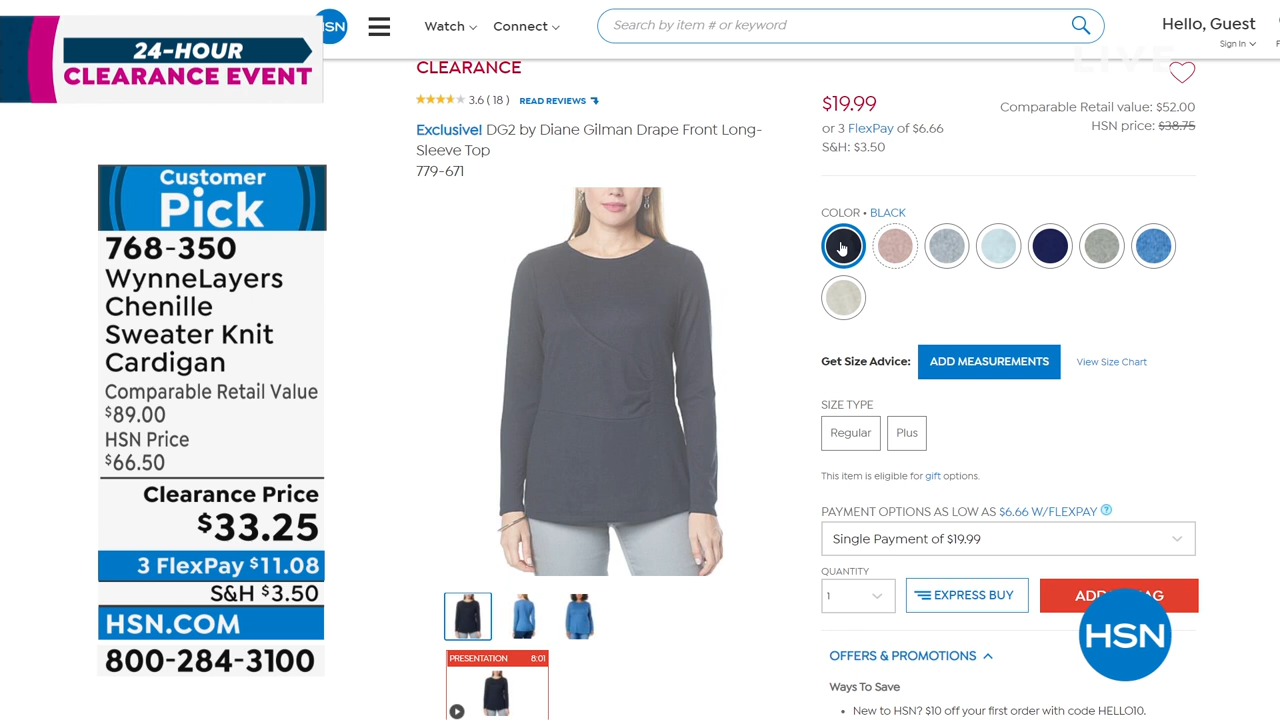 24-HOUR
CLEARANCE EVENT
Customer
Pick
768-350
WynneLayers
Chenille
Sweater Knit
Cardigan
Comparable Retail Value
$89.00
HSN Price
$66.50
Clearance Price
$33.25
3 FlexPay $11.08
S&H $3.50
HSN.COM
800-284-3100
Watch
Connect
Search by item # or keyword
Hello, Guest
Sign In
LIVE
CLEARANCE
3.6 ( 18 ) READ REVIEWS
Exclusive! DG2 by Diane Gilman Drape Front Long-
Sleeve Top
779-671
PRESENTATION 8:01
$19.99
or 3 FlexPay of $6.66
S&H: $3.50
Comparable Retail value: $52.00
HSN price: $38.75
COLOR • BLACK
Get Size Advice: ADD MEASUREMENTS View Size Chart
SIZE TYPE
Regular Plus
This item is eligible for gift options.
PAYMENT OPTIONS AS LOW AS $6.66 W/FLEXPAY ?
Single Payment of $19.99
QUANTITY
1 EXPRESS BUY
HSN
OFFERS & PROMOTIONS
Ways To Save
• New to HSN? $10 off your first order with code HELLO10.